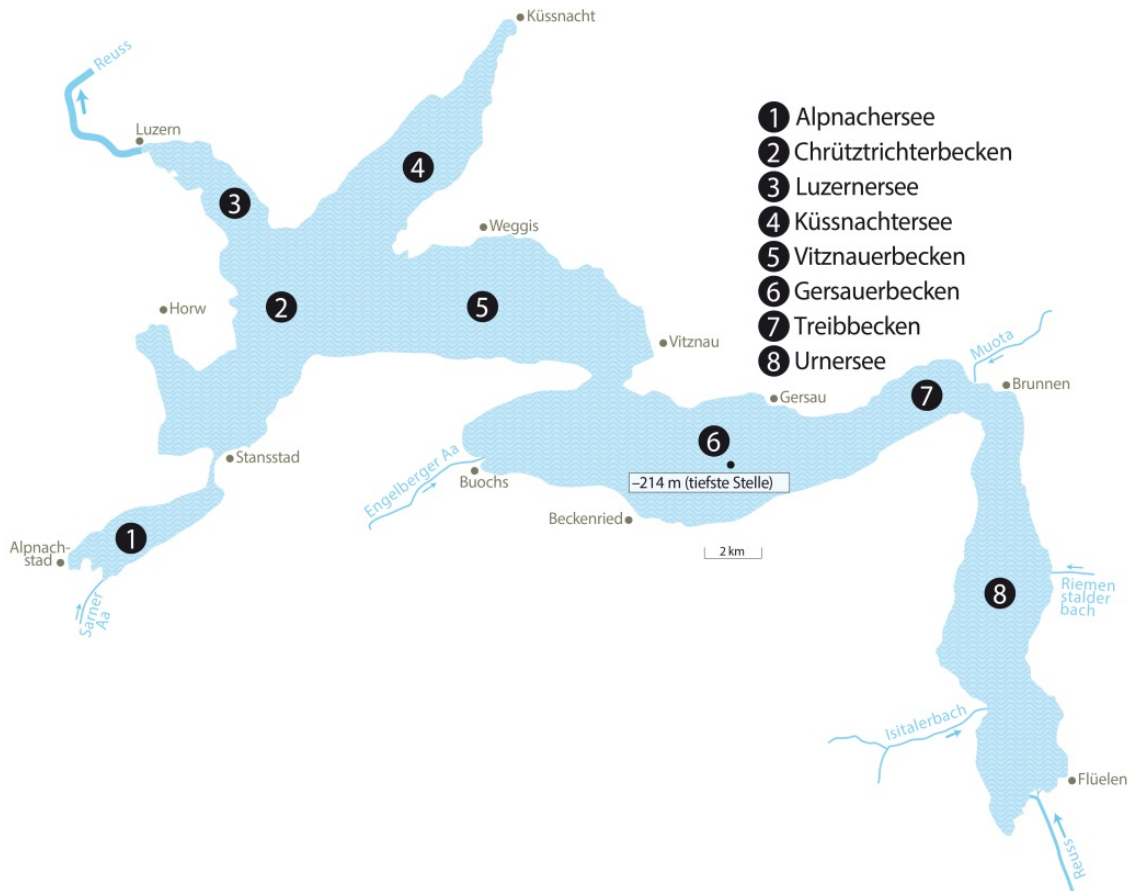 Küssnacht
Reuss
Luzern
4
3
Weggis
Horw
2
5
Vitznau
1 Alpnachersee
2 Chrütztrichterbecken
3 Luzernersee
4 Küssnachtersee
5 Vitznauerbecken
6 Gersauerbecken
7 Treibbecken
8 Urnersee
Muota
Brunnen
Gersau
7
6
–214 m (tiefste Stelle)
Stansstad
Engelberger Aa
Buochs
Beckenried
2 km
1
Alpnach-
stad
Sarner
Aa
8
Riemen
stalder
bach
Isitalerbach
Flüelen
Reuss